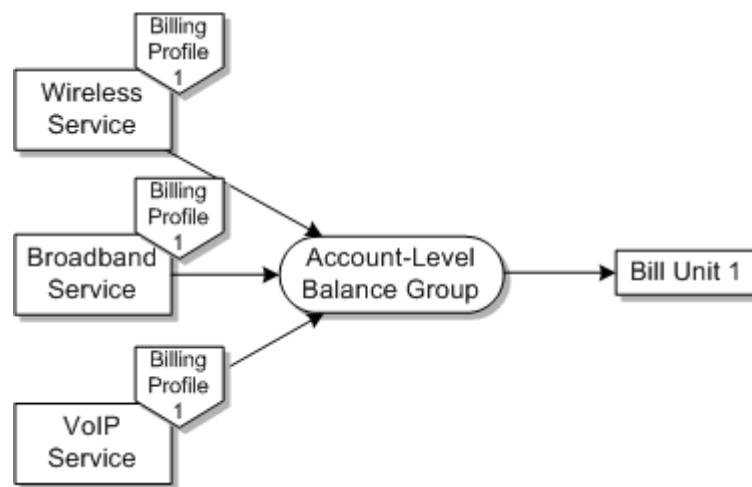 Billing
Profile
1
Wireless
Service
Billing
Profile
1
Broadband
Service
Account-Level
Balance Group
Bill Unit 1
Billing
Profile
1
VoIP
Service